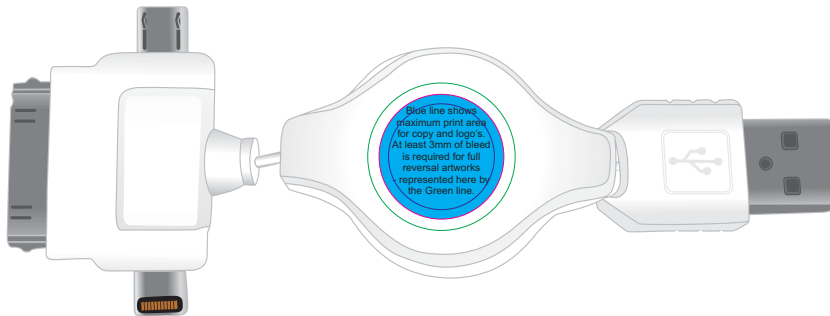 Blue line shows
maximum print area
for copy and logo's.
At least 3mm of bleed
is required for full
reversal artworks
- represented here by
the Green line.